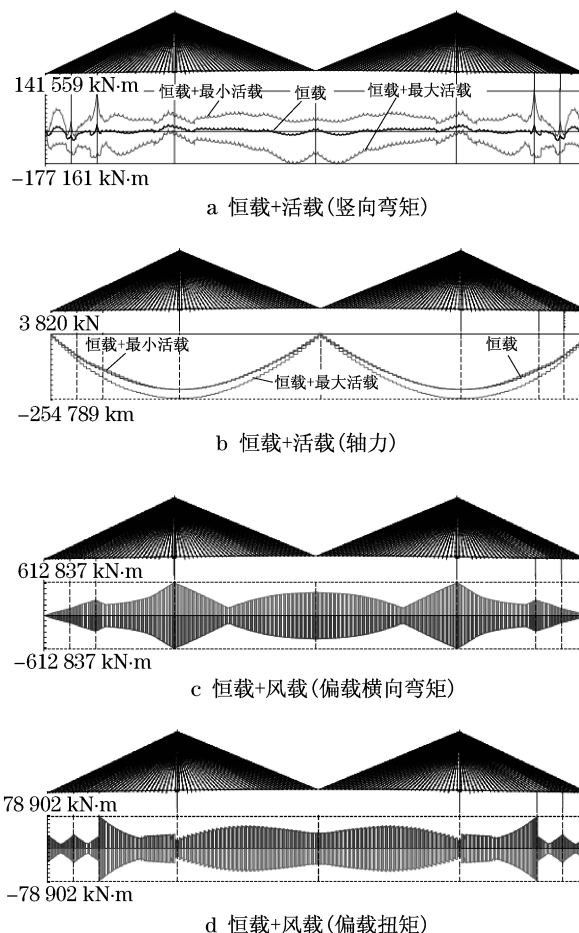 141 559 kN·m
恒载+最小活载
恒载
恒载+最大活载
−177 161 kN·m
a 恒载+活载(竖向弯矩)
3 820 kN
恒载+最小活载
恒载+最大活载
恒载
−254 789 km
b 恒载+活载(轴力)
612 837 kN·m
−612 837 kN·m
c 恒载+风载(偏载横向弯矩)
78 902 kN·m
−78 902 kN·m
d 恒载+风载(偏载扭矩)